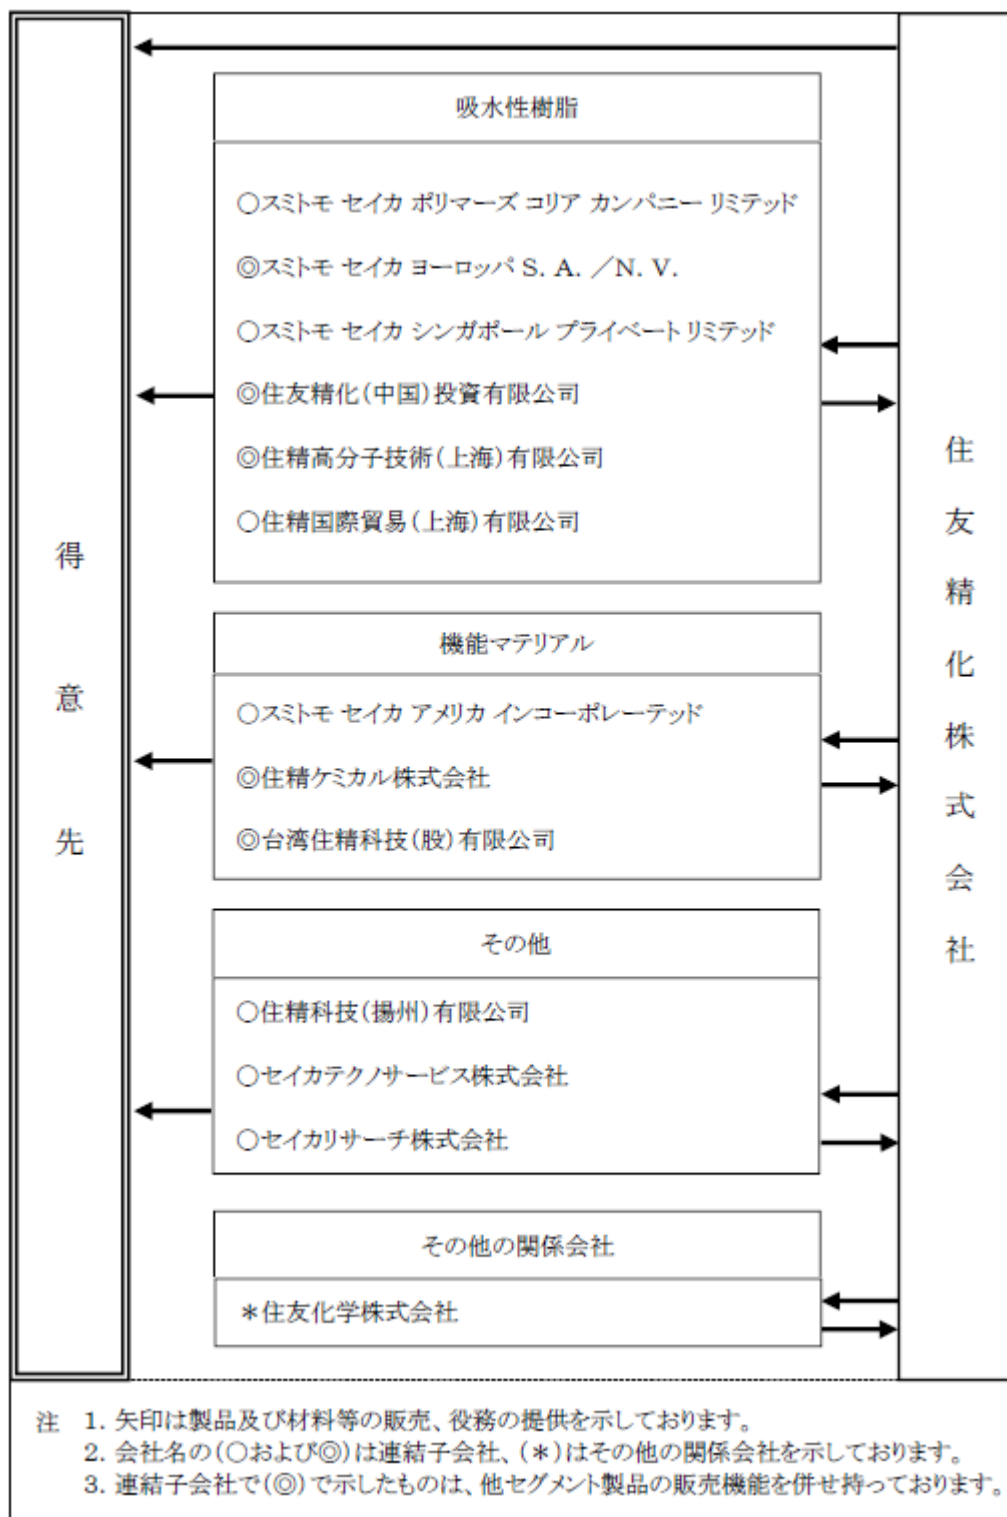 吸水性樹脂
○スミトモ セイカ ポリマーズ コリア カンパニー リミテッド
◎スミトモ セイカ ヨーロッパ S. A. ／N. V.
○スミトモ セイカ シンガポール プライベート リミテッド
◎住友精化(中国)投資有限公司
◎住精高分子技術(上海)有限公司
○住精国際貿易(上海)有限公司
機能マテリアル
○スミトモ セイカ アメリカ インコーポレーテッド
◎住精ケミカル株式会社
◎台湾住精科技(股)有限公司
その他
○住精科技(揚州)有限公司
○セイカテクノサービス株式会社
○セイカリサーチ株式会社
その他の関係会社
＊住友化学株式会社
得意先
住友精化株式会社
注 1. 矢印は製品及び材料等の販売、役務の提供を示しております。
2. 会社名の(○および◎)は連結子会社、(＊)はその他の関係会社を示しております。
3. 連結子会社で(◎)で示したものは、他セグメント製品の販売機能を併せ持っております。